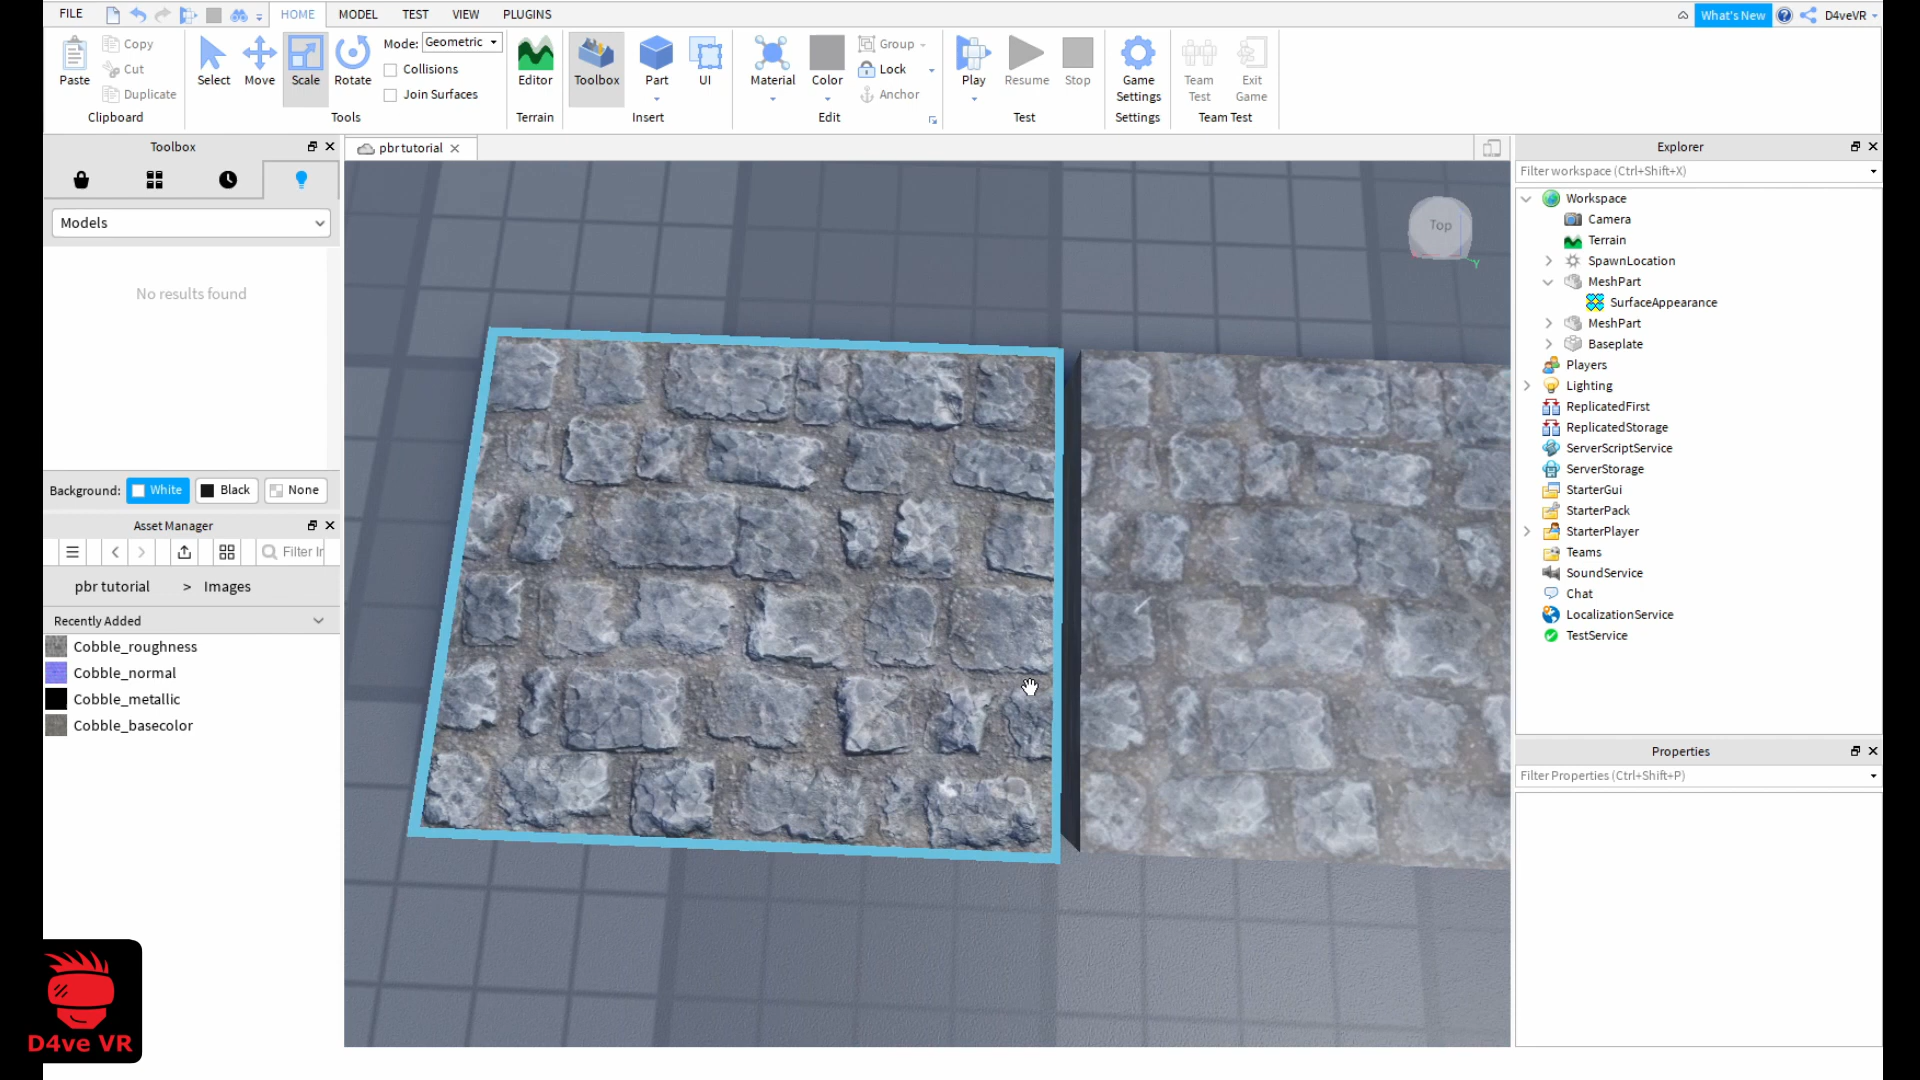 FILE HOME MODEL TEST VIEW PLUGINS What's New D4veVR
Paste Copy Cut Duplicate Clipboard
Select Move Scale Rotate Mode: Geometric Collisions Join Surfaces Tools
Editor Terrain
Toolbox Part UI Insert
Material Color Group Lock Anchor Edit
Play Resume Stop Test
Game Settings Settings
Team Test Exit Game Team Test
Toolbox
Models
No results found
Background: White Black None
Asset Manager
Filter Ir
pbr tutorial > Images
Recently Added
Cobble_roughness
Cobble_normal
Cobble_metallic
Cobble_basecolor
D4ve VR
pbr tutorial
Top
Y
Explorer
Filter workspace (Ctrl+Shift+X)
Workspace
Camera
Terrain
SpawnLocation
MeshPart
SurfaceAppearance
MeshPart
Baseplate
Players
Lighting
ReplicatedFirst
ReplicatedStorage
ServerScriptService
ServerStorage
StarterGui
StarterPack
StarterPlayer
Teams
SoundService
Chat
LocalizationService
TestService
Properties
Filter Properties (Ctrl+Shift+P)